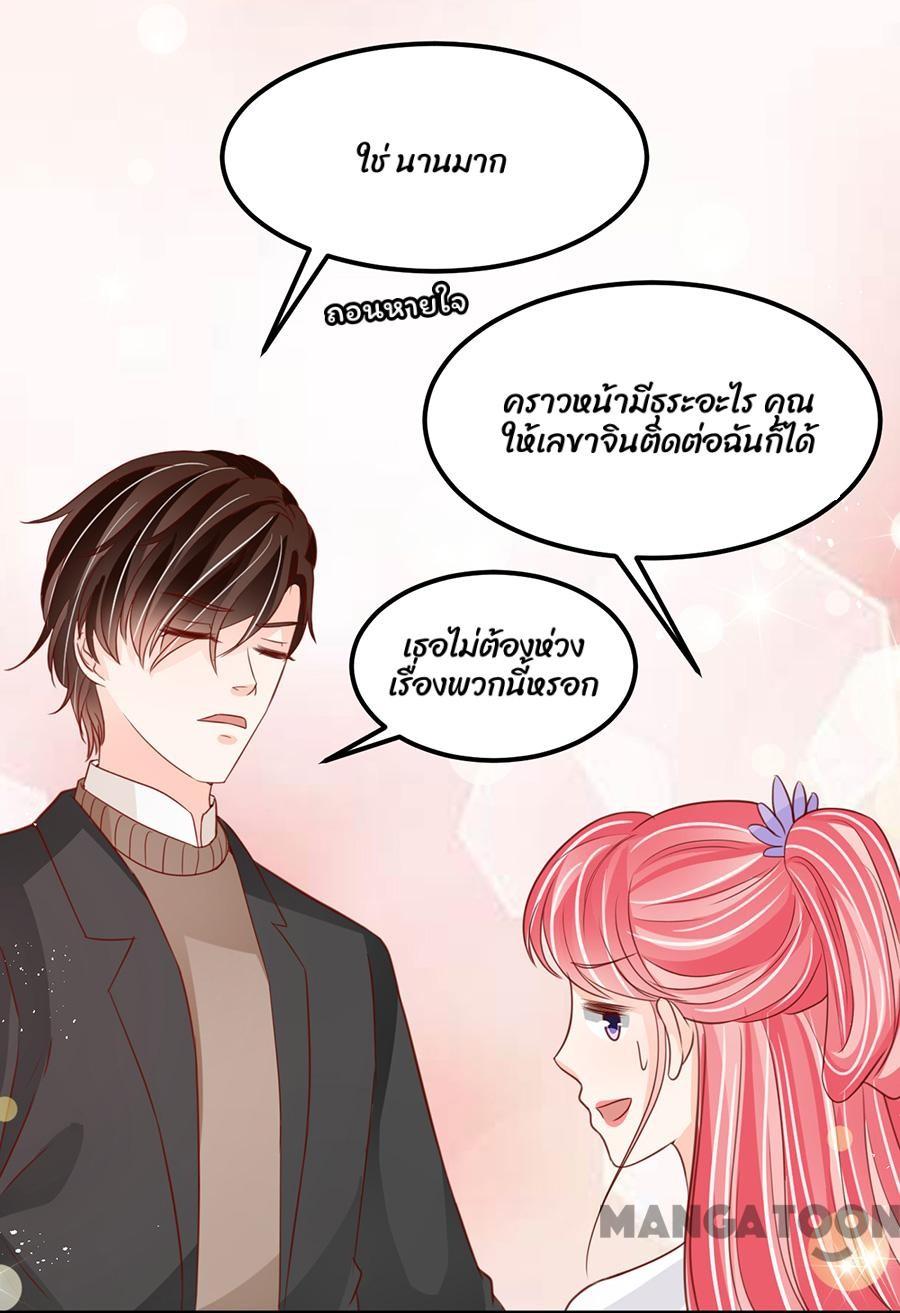 ใช่ นานมาก
ถอนหายใจ
คราวหน้ามีธุระอะไร คุณ
ให้เลขาจินติดต่อฉันก็ได้
เธอไม่ต้องห่วง
เรื่องพวกนี้หรอก
MANGATOON